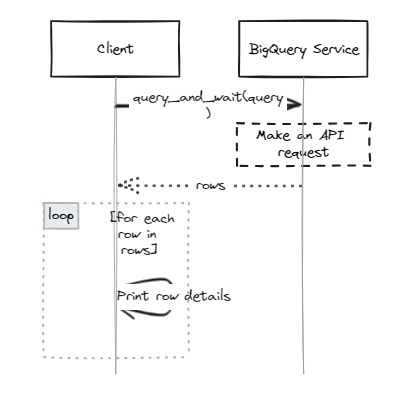 Client
BigQuery Service
query_and_wait(query
)
Make an API
request
rows
loop
[for each
row in
rows]
Print row details